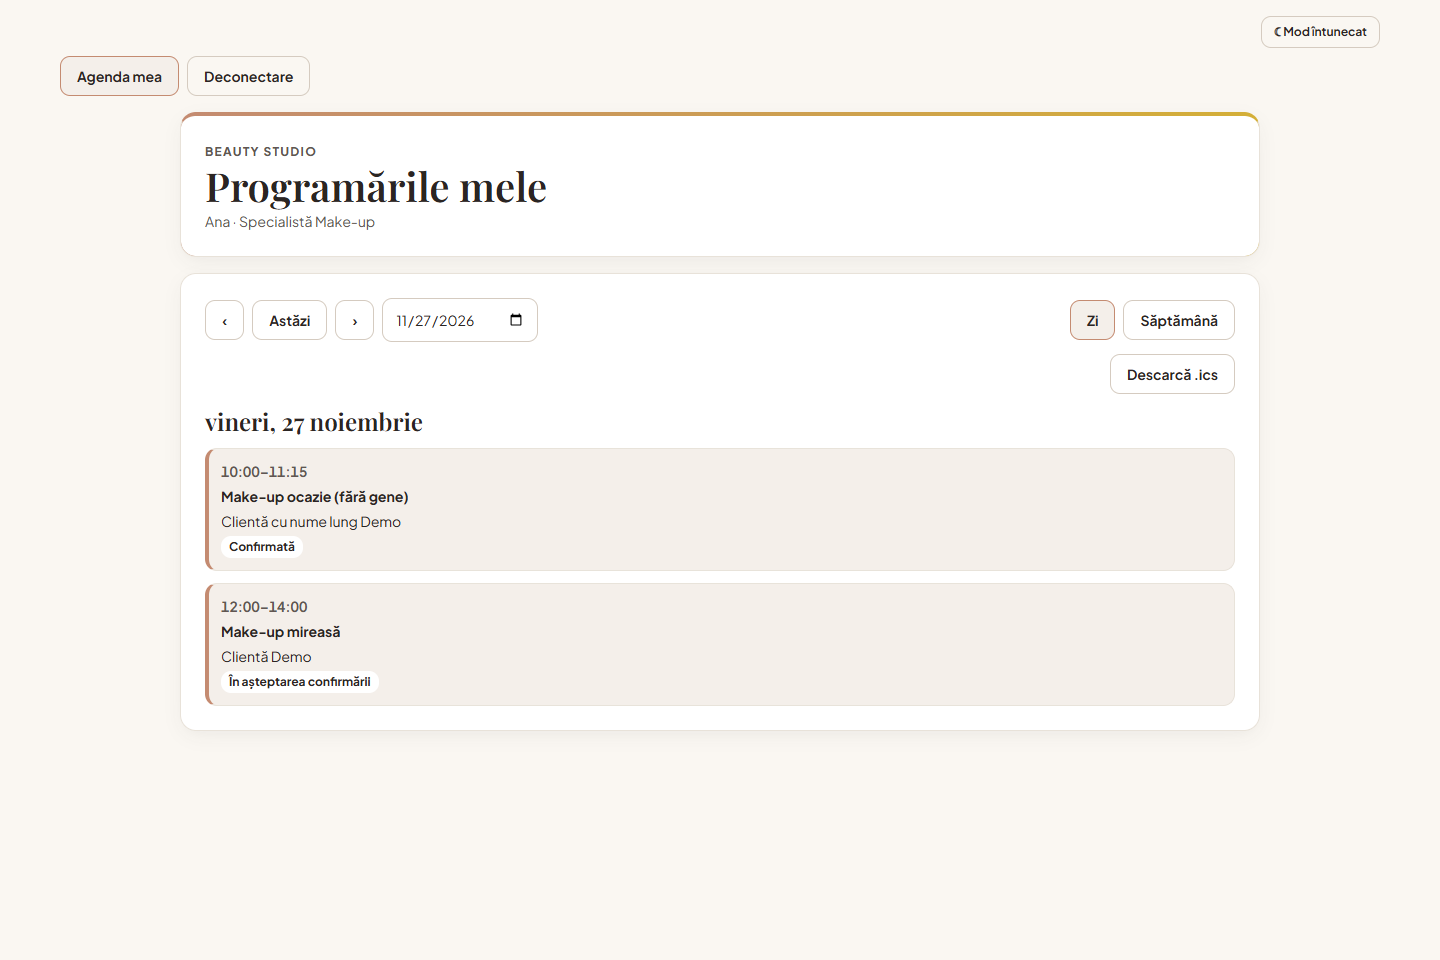 ☾ Mod întunecat
Agenda mea
Deconectare
BEAUTY STUDIO
Programările mele
Ana · Specialistă Make-up
‹ Astăzi › 11/27/2026
Zi Săptămână
Descarcă .ics
vineri, 27 noiembrie
10:00–11:15
Make-up ocazie (fără gene)
Clientă cu nume lung Demo
Confirmată
12:00–14:00
Make-up mireasă
Clientă Demo
În așteptarea confirmării